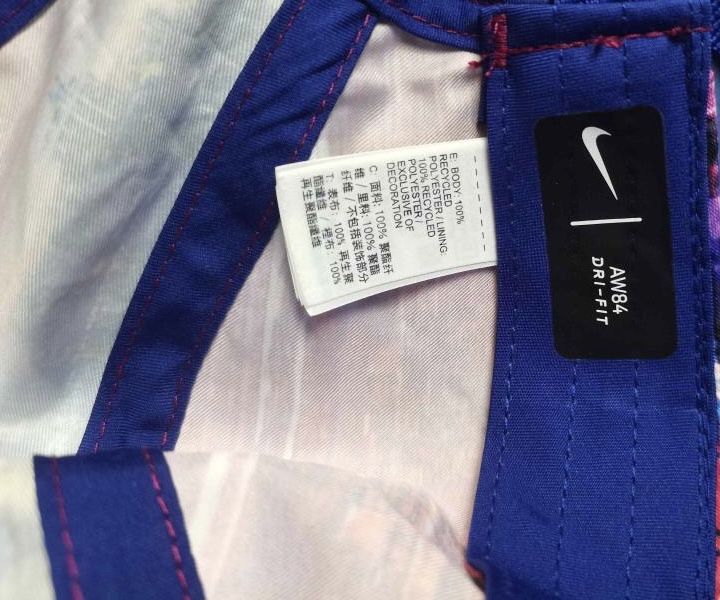 E: BODY: 100%
RECYCLED
POLYESTER / LINING:
100% RECYCLED
POLYESTER /
EXCLUSIVE OF
DECORATION
C: 面料: 100% 聚酯纤
维 / 里料: 100% 聚酯
纤维 / 不包括装饰部分
T: 表布: 100% 再生聚
酯纖維 / 裡布: 100%
再生聚酯纖維
AW84
DRI-FIT